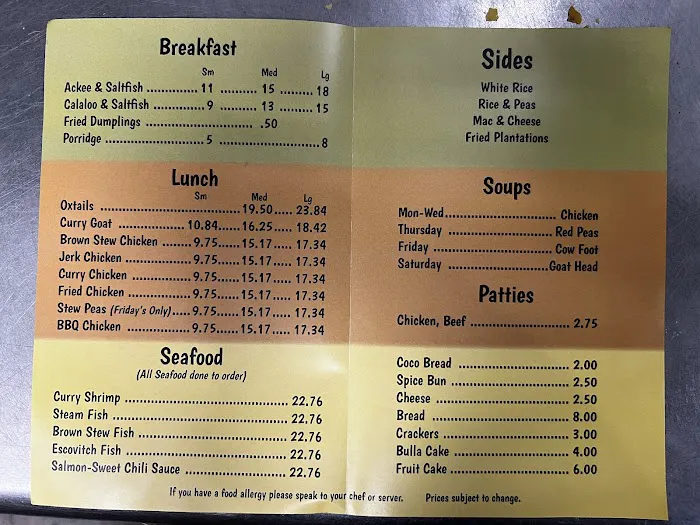 Breakfast
Sm Med Lg
Ackee & Saltfish .............. 11 .......... 15 ......... 18
Calaloo & Saltfish ............. 9 .......... 13 ......... 15
Fried Dumplings ............................ .50
Porridge ........................... 5 ............................8
Lunch
Sm Med Lg
Oxtails ....................................19.50..... 23.84
Curry Goat ..................10.84......16.25..... 18.42
Brown Stew Chicken .........9.75......15.17..... 17.34
Jerk Chicken .................9.75......15.17..... 17.34
Curry Chicken ................9.75......15.17..... 17.34
Fried Chicken .................9.75......15.17..... 17.34
Stew Peas (Friday's Only).....9.75......15.17..... 17.34
BBQ Chicken .................9.75......15.17..... 17.34
Seafood
(All Seafood done to order)
Curry Shrimp ........................................ 22.76
Steam Fish ........................................... 22.76
Brown Stew Fish .................................... 22.76
Escovitch Fish ....................................... 22.76
Salmon-Sweet Chili Sauce ......................... 22.76
Sides
White Rice
Rice & Peas
Mac & Cheese
Fried Plantations
Soups
Mon-Wed........................... Chicken
Thursday ........................... Red Peas
Friday ............................. Cow Foot
Saturday .........................Goat Head
Patties
Chicken, Beef ......................... 2.75
Coco Bread ........................... 2.00
Spice Bun ............................. 2.50
Cheese ................................ 2.50
Bread .................................. 8.00
Crackers .............................. 3.00
Bulla Cake ............................ 4.00
Fruit Cake............................. 6.00
If you have a food allergy please speak to your chef or server. Prices subject to change.